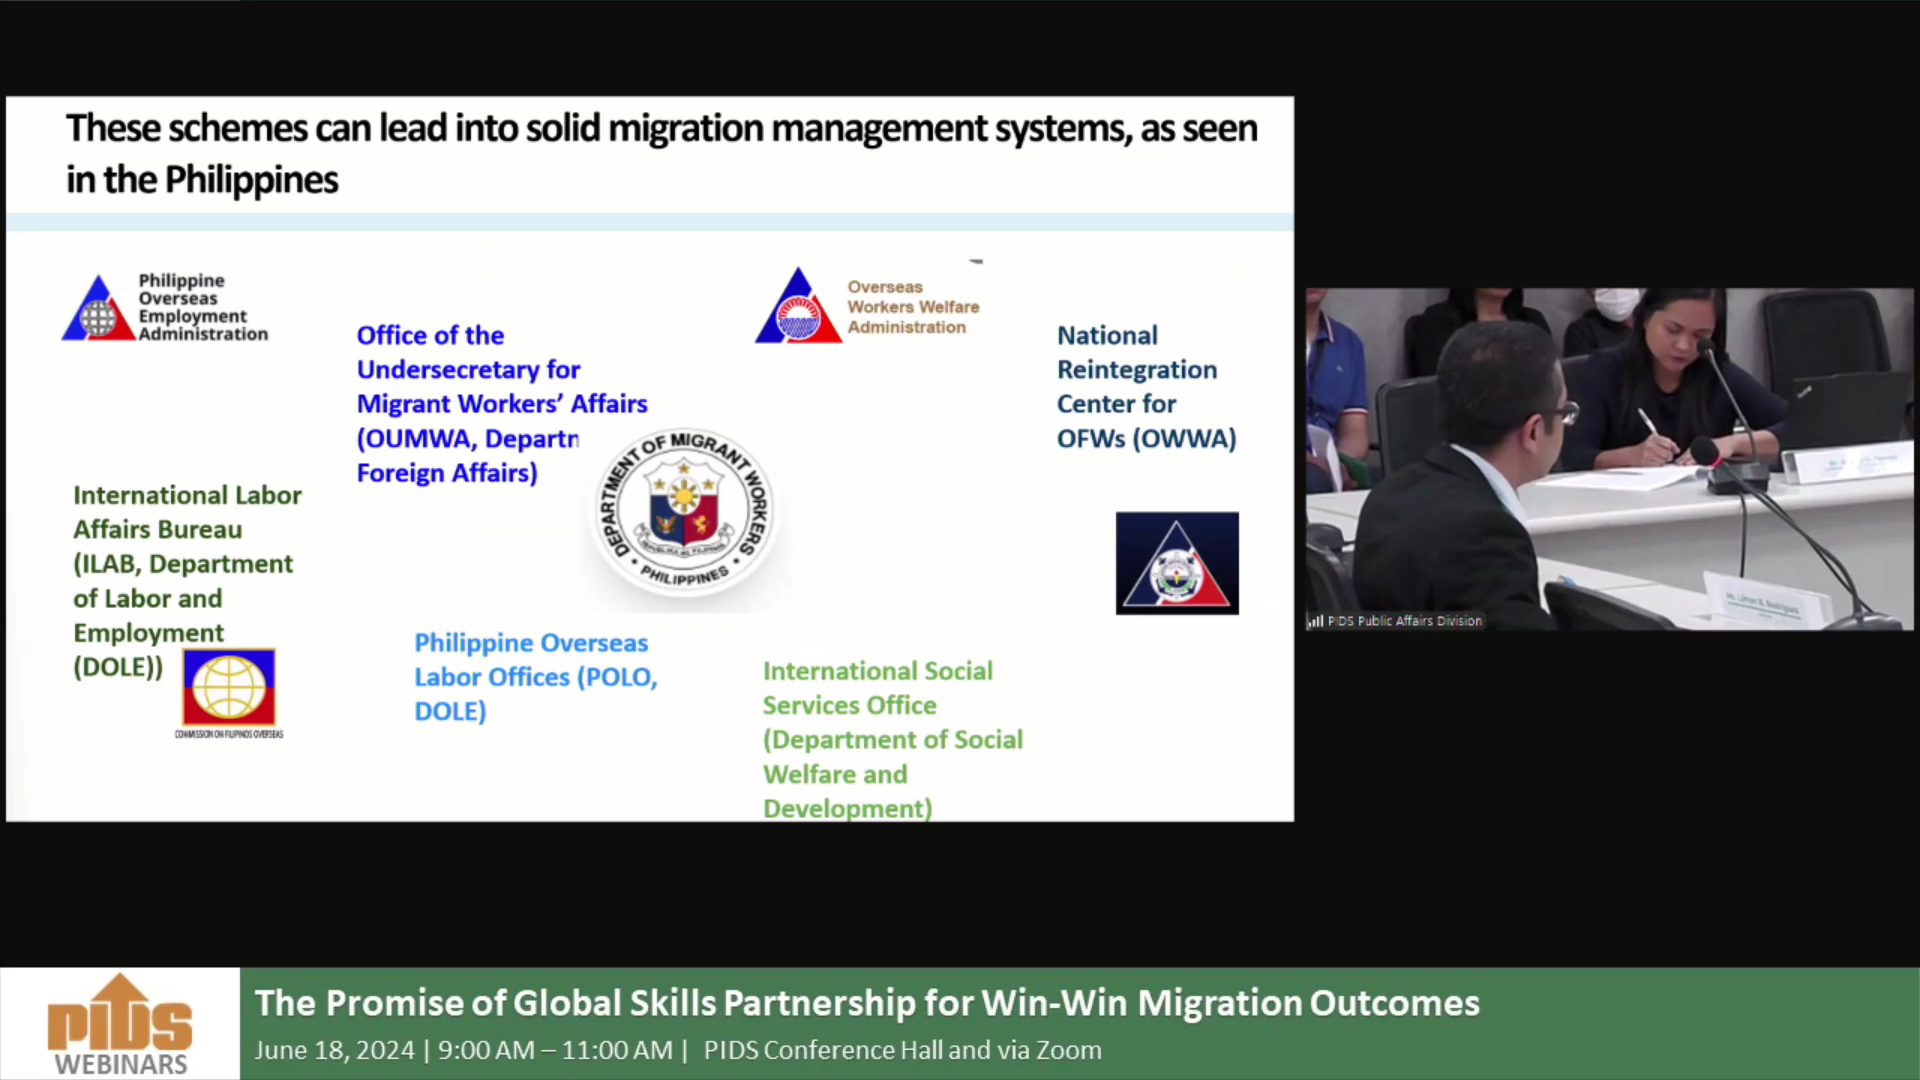 These schemes can lead into solid migration management systems, as seen
in the Philippines
Philippine
Overseas
Employment
Administration
Office of the
Undersecretary for
Migrant Workers' Affairs
(OUMWA, Departn
Foreign Affairs)
Overseas
Workers Welfare
Administration
National
Reintegration
Center for
OFWs (OWWA)
International Labor
Affairs Bureau
(ILAB, Department
of Labor and
Employment
(DOLE))
DEPARTMENT OF MIGRANT WORKERS
PHILIPPINES
COMMISSION ON FILIPINOS OVERSEAS
Philippine Overseas
Labor Offices (POLO,
DOLE)
International Social
Services Office
(Department of Social
Welfare and
Development)
PIDS Public Affairs Division
PIDS
WEBINARS
The Promise of Global Skills Partnership for Win-Win Migration Outcomes
June 18, 2024 | 9:00 AM – 11:00 AM | PIDS Conference Hall and via Zoom